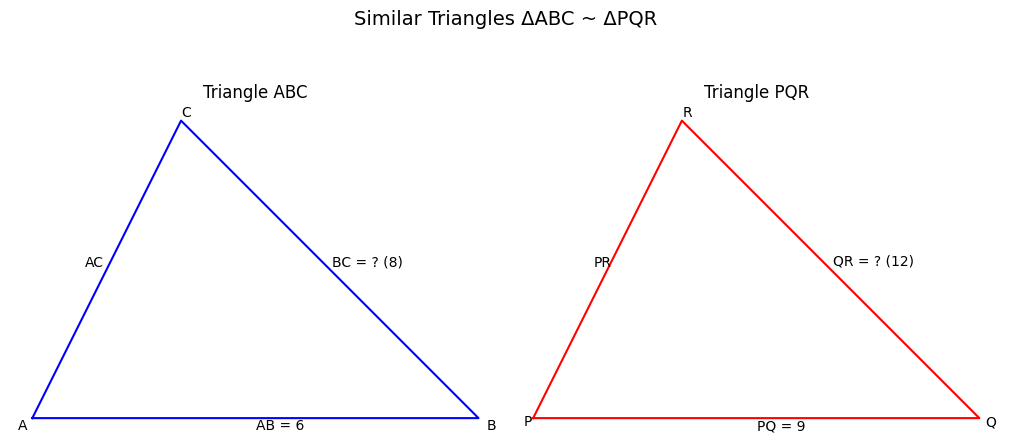 Similar Triangles ΔABC ~ ΔPQR
Triangle ABC
C
AC
BC = ? (8)
A
AB = 6
B
Triangle PQR
R
PR
QR = ? (12)
P
PQ = 9
Q